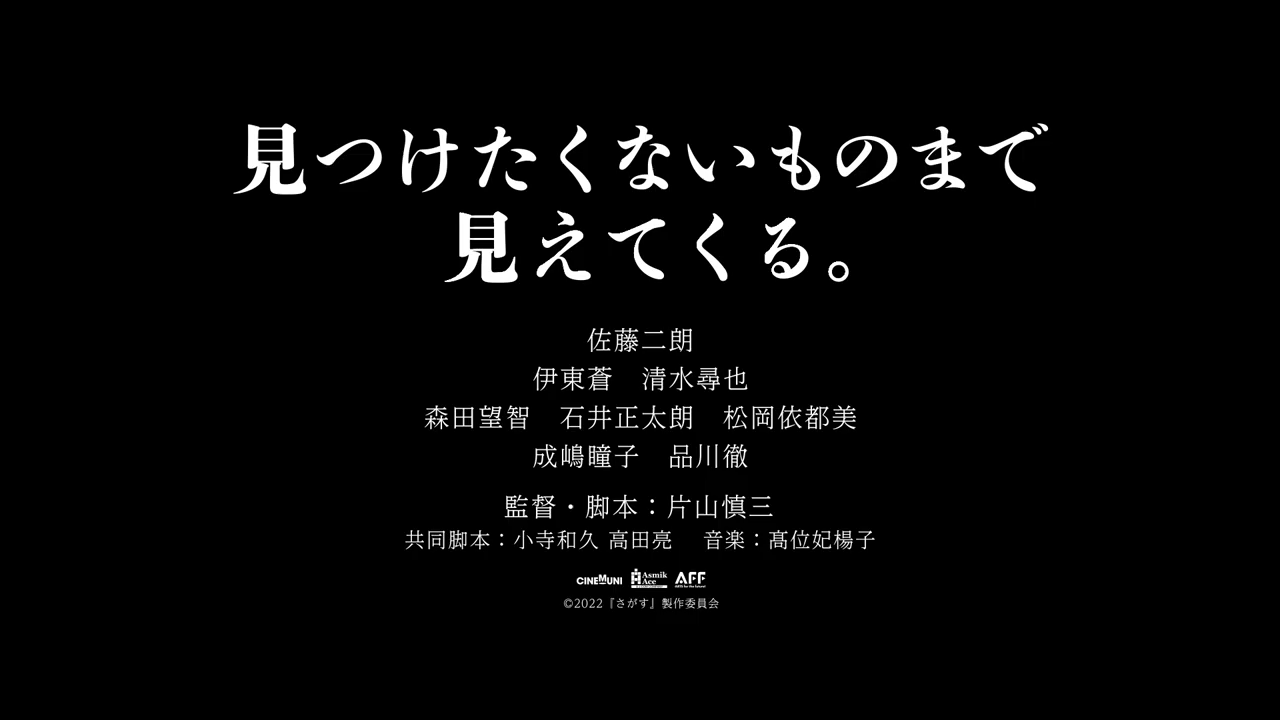 見つけたくないものまで
見えてくる。
佐藤二朗
伊東蒼　清水尋也
森田望智　石井正太朗　松岡依都美
成嶋瞳子　品川徹
監督・脚本：片山慎三
共同脚本：小寺和久 高田亮　音楽：髙位妃楊子
CINEMUNI Asmik Ace AFF
©2022『さがす』製作委員会